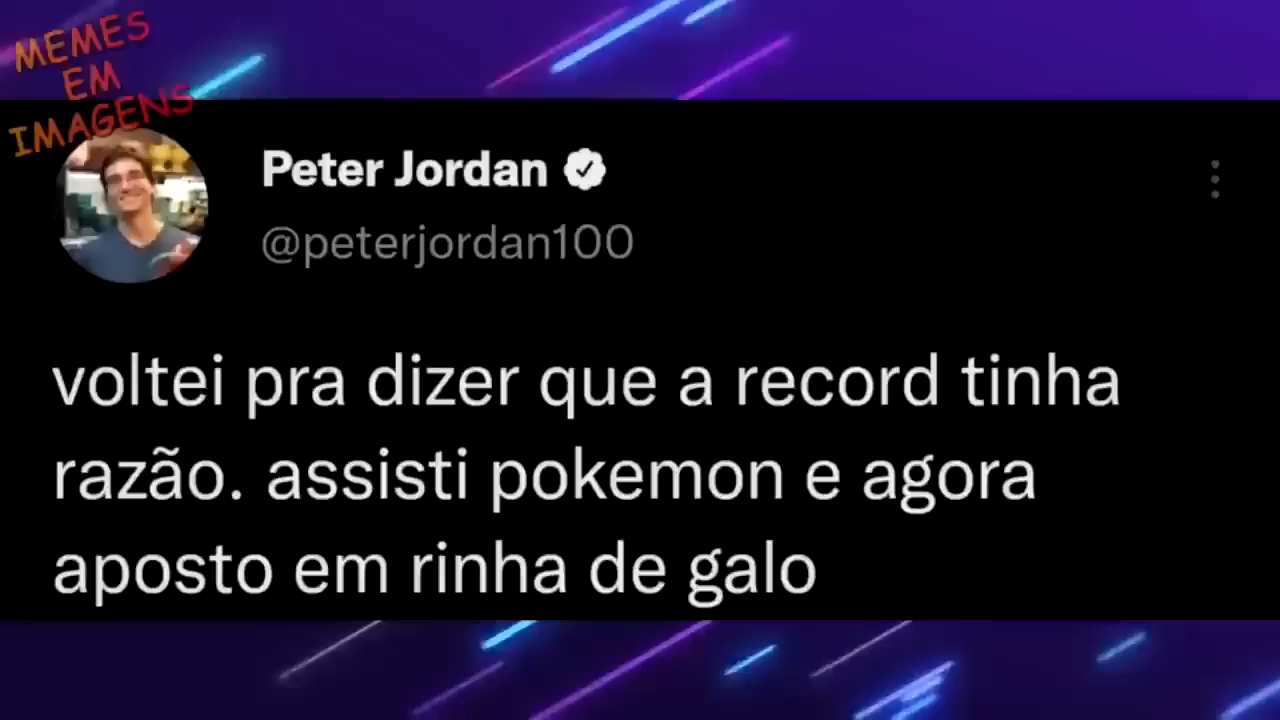 MEMES
EM
IMAGENS
Peter Jordan
@peterjordan100
voltei pra dizer que a record tinha
razão. assisti pokemon e agora
aposto em rinha de galo